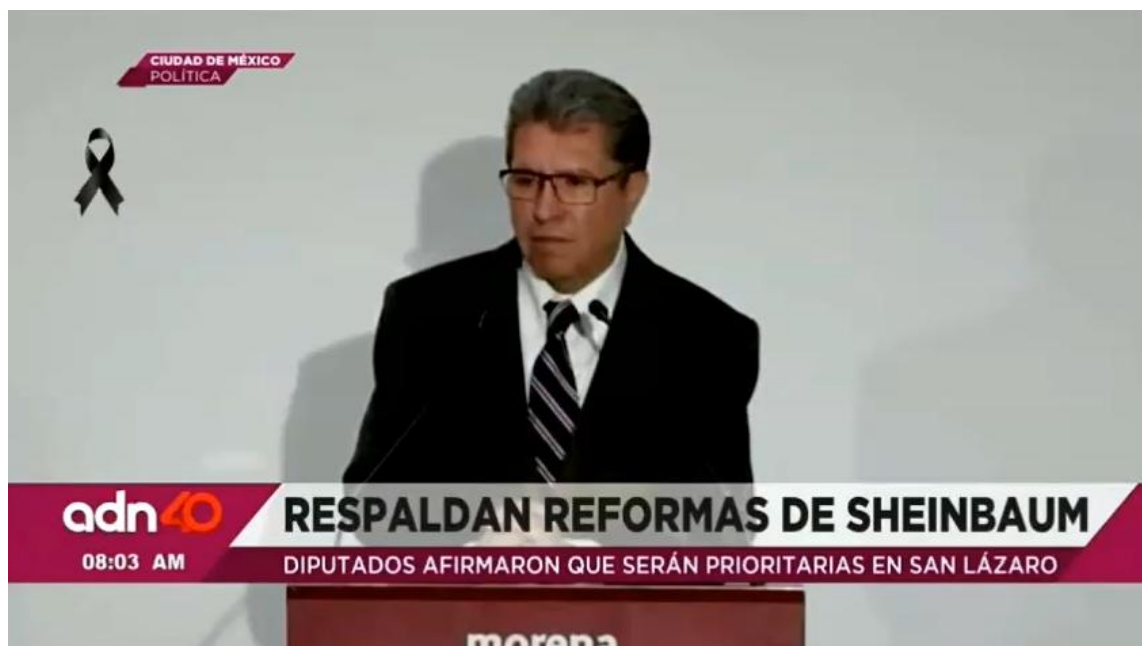 CIUDAD DE MÉXICO
POLÍTICA
adn40
RESPALDAN REFORMAS DE SHEINBAUM
08:03 AM
DIPUTADOS AFIRMARON QUE SERÁN PRIORITARIAS EN SAN LÁZARO
morena